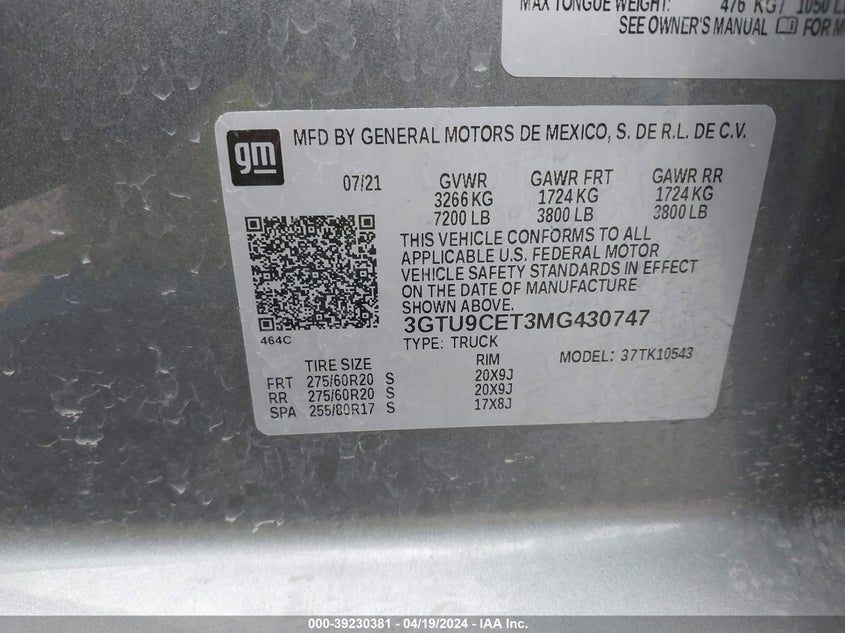 MAX TONGUE WEIGHT: 476 KG / 1050 L
SEE OWNER'S MANUAL FOR M
gm
MFD BY GENERAL MOTORS DE MEXICO, S. DE R.L. DE C.V.
07/21 GVWR GAWR FRT GAWR RR
3266 KG 1724 KG 1724 KG
7200 LB 3800 LB 3800 LB
THIS VEHICLE CONFORMS TO ALL
APPLICABLE U.S. FEDERAL MOTOR
VEHICLE SAFETY STANDARDS IN EFFECT
ON THE DATE OF MANUFACTURE
SHOWN ABOVE.
3GTU9CET3MG430747
464C
TYPE: TRUCK
TIRE SIZE RIM MODEL: 37TK10543
FRT 275/60R20 S 20X9J
RR 275/60R20 S 20X9J
SPA 255/80R17 S 17X8J
000-39230381 - 04/19/2024 - IAA Inc.